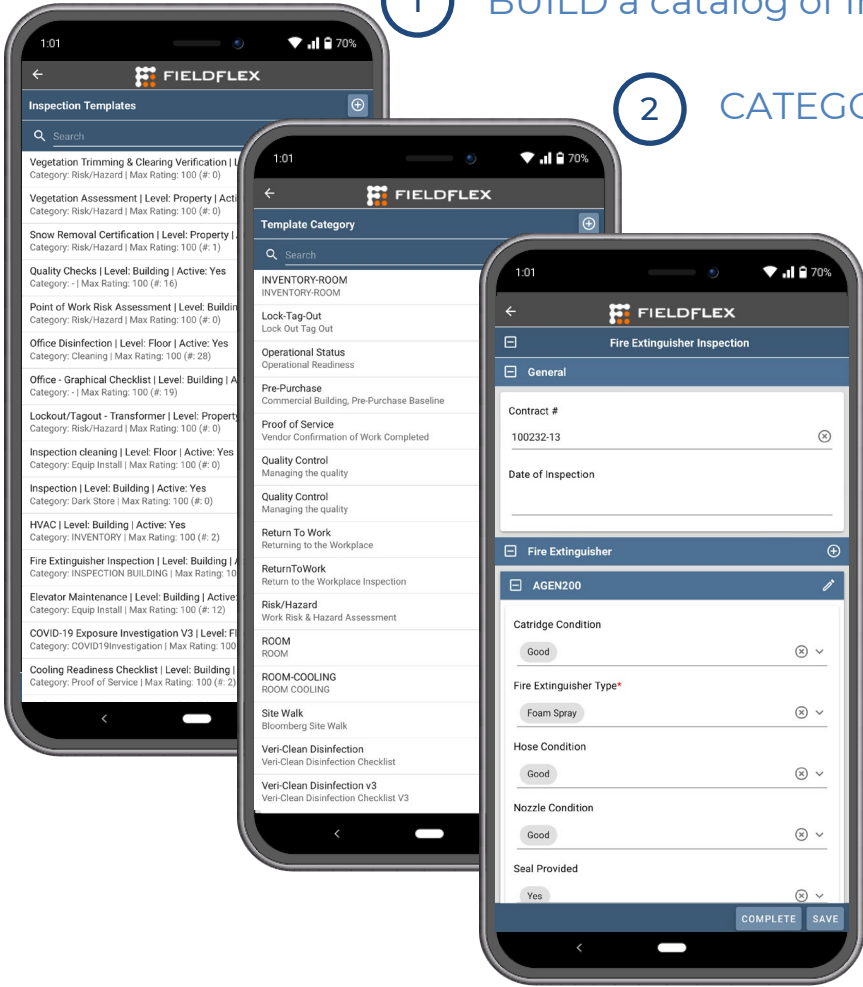 1 BUILD a catalog of
2
1:01 70%
FIELDFLEX
Inspection Templates
Search
Vegetation Trimming & Clearing Verification |
Category: Risk/Hazard | Max Rating: 100 (#: 0)
Vegetation Assessment | Level: Property |
Category: Risk/Hazard | Max Rating: 100 (#: 0)
Snow Removal Certification | Level: Property |
Category: Risk/Hazard | Max Rating: 100 (#: 1)
Quality Checks | Level: Building | Active: Yes
Category: - | Max Rating: 100 (#: 16)
Point of Work Risk Assessment | Level:
Category: Risk/Hazard | Max Rating: 100 (#: 0)
Office Disinfection | Level: Floor | Active: Yes
Category: Cleaning | Max Rating: 100 (#: 28)
Office - Graphical Checklist | Level: Building |
Category: - | Max Rating: 100 (#: 19)
Lockout/Tagout - Transformer | Level:
Category: Risk/Hazard | Max Rating: 100 (#: 0)
Inspection cleaning | Level: Floor | Active: Yes
Category: Equip Install | Max Rating: 100 (#: 0)
Inspection | Level: Building | Active: Yes
Category: Dark Store | Max Rating: 100 (#: 0)
HVAC | Level: Building | Active: Yes
Category: INVENTORY | Max Rating: 100 (#: 2)
Fire Extinguisher Inspection | Level: Building |
Category: INSPECTION BUILDING | Max Rating:
Elevator Maintenance | Level: Building | Active:
Category: Equip Install | Max Rating: 100 (#: 12)
COVID-19 Exposure Investigation V3 | Level:
Category: COVID19Investigation | Max Rating: 100
Cooling Readiness Checklist | Level: Building |
Category: Proof of Service | Max Rating: 100 (#: 2)
1:01 70%
FIELDFLEX
Template Category
Search
INVENTORY-ROOM
INVENTORY-ROOM
Lock-Tag-Out
Lock Out Tag Out
Operational Status
Operational Readiness
Pre-Purchase
Commercial Building, Pre-Purchase Baseline
Proof of Service
Vendor Confirmation of Work Completed
Quality Control
Managing the quality
Quality Control
Managing the quality
Return To Work
Returning to the Workplace
ReturnToWork
Return to the Workplace Inspection
Risk/Hazard
Work Risk & Hazard Assessment
ROOM
ROOM
ROOM-COOLING
ROOM COOLING
Site Walk
Bloomberg Site Walk
Veri-Clean Disinfection
Veri-Clean Disinfection Checklist
Veri-Clean Disinfection v3
Veri-Clean Disinfection Checklist V3
1:01 70%
FIELDFLEX
Fire Extinguisher Inspection
General
Contract #
100232-13
Date of Inspection
Fire Extinguisher
AGEN200
Catridge Condition
Good
Fire Extinguisher Type*
Foam Spray
Hose Condition
Good
Nozzle Condition
Good
Seal Provided
Yes
COMPLETE SAVE